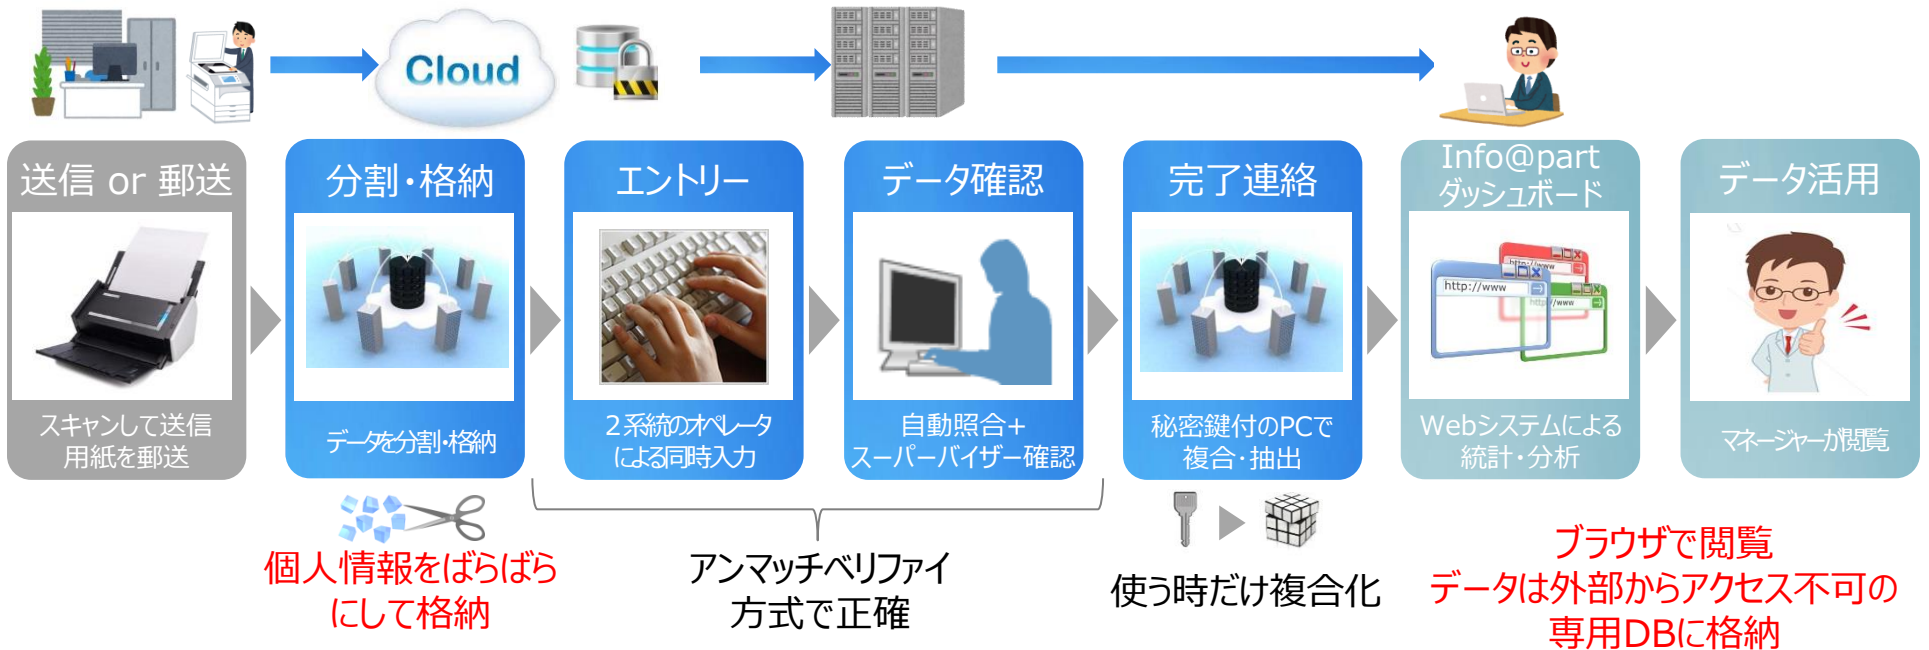 Cloud
送信 or 郵送
スキャンして送信
用紙を郵送
分割・格納
データを分割・格納
エントリー
２系統のオペレータ
による同時入力
データ確認
自動照合+
スーパーバイザー確認
完了連絡
秘密鍵付のPCで
複合・抽出
Info@part
ダッシュボード
http://www
http://www
http://www
Webシステムによる
統計・分析
データ活用
マネージャーが閲覧
個人情報をばらばら
にして格納
アンマッチベリファイ
方式で正確
使う時だけ複合化
ブラウザで閲覧
データは外部からアクセス不可の
専用DBに格納